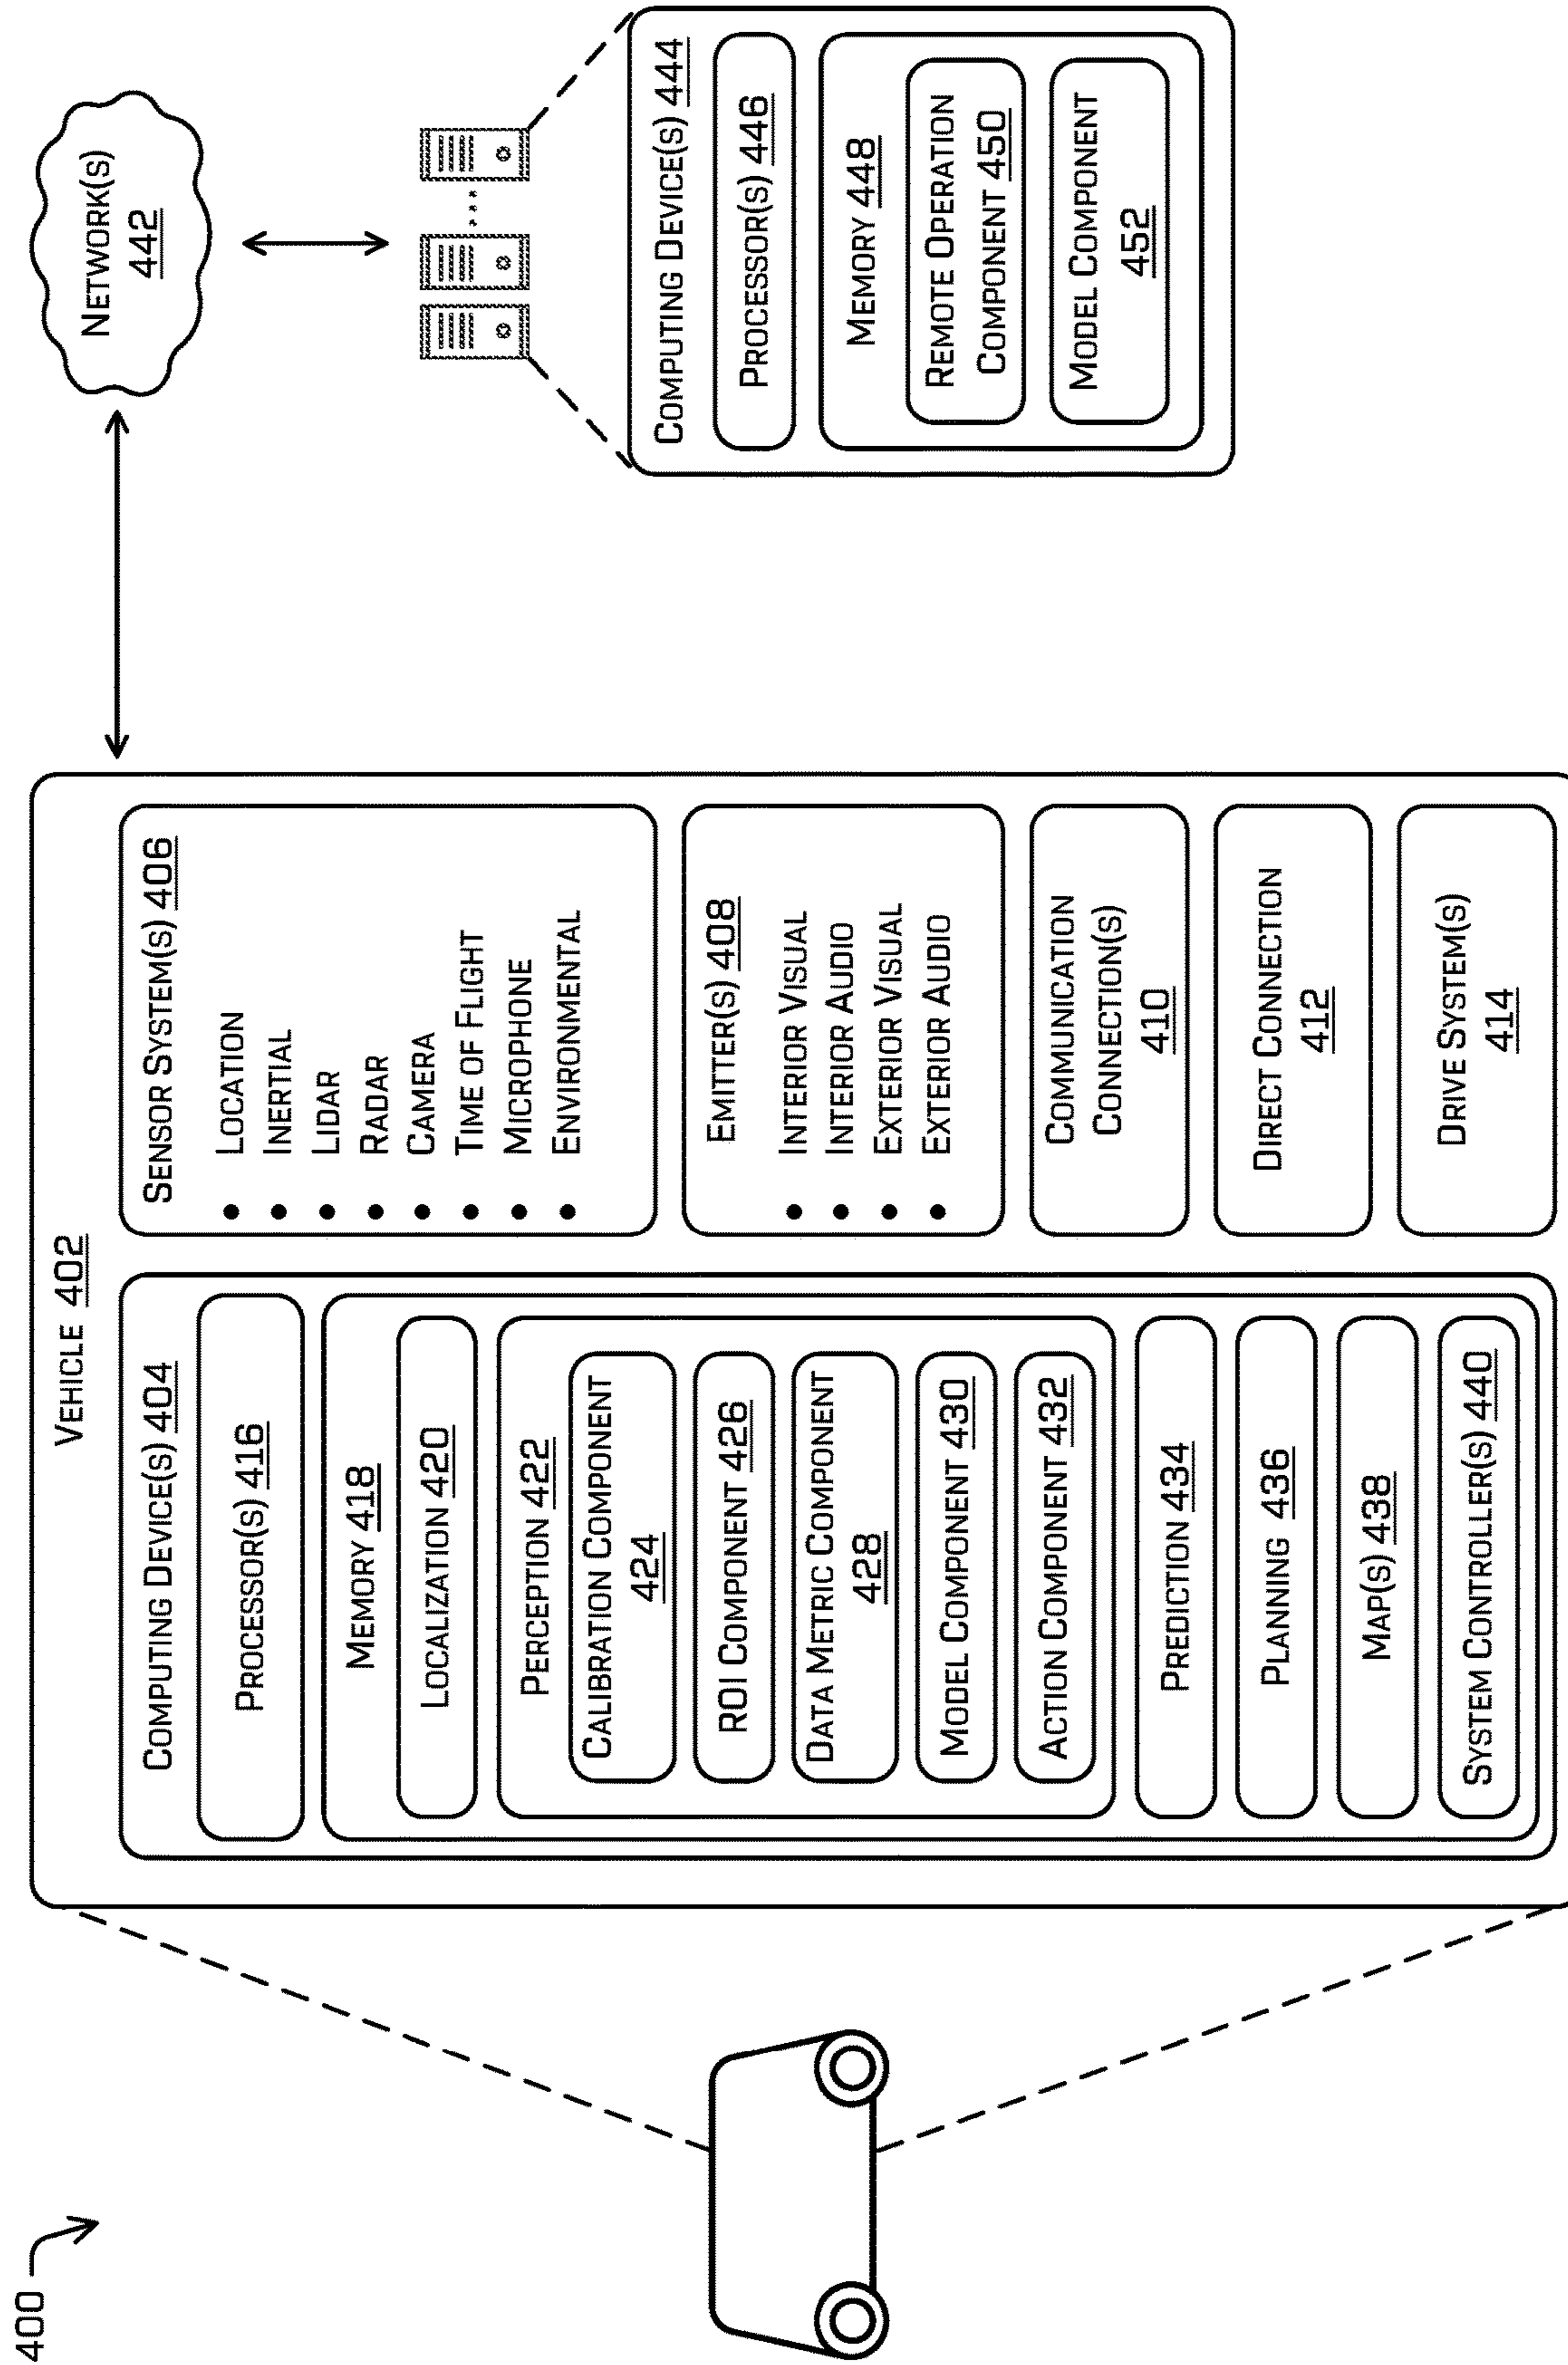 400
VEHICLE 402
COMPUTING DEVICE(S) 404
PROCESSOR(S) 416
MEMORY 418
LOCALIZATION 420
PERCEPTION 422
CALIBRATION COMPONENT
424
ROI COMPONENT 426
DATA METRIC COMPONENT
428
MODEL COMPONENT 430
ACTION COMPONENT 432
PREDICTION 434
PLANNING 436
MAP(S) 438
SYSTEM CONTROLLER(S) 440
SENSOR SYSTEM(S) 406
• LOCATION
• INERTIAL
• LIDAR
• RADAR
• CAMERA
• TIME OF FLIGHT
• MICROPHONE
• ENVIRONMENTAL
EMITTER(S) 408
• INTERIOR VISUAL
• INTERIOR AUDIO
• EXTERIOR VISUAL
• EXTERIOR AUDIO
COMMUNICATION
CONNECTION(S)
410
DIRECT CONNECTION
412
DRIVE SYSTEM(S)
414
NETWORK(S)
442
COMPUTING DEVICE(S) 444
PROCESSOR(S) 446
MEMORY 448
REMOTE OPERATION
COMPONENT 450
MODEL COMPONENT
452